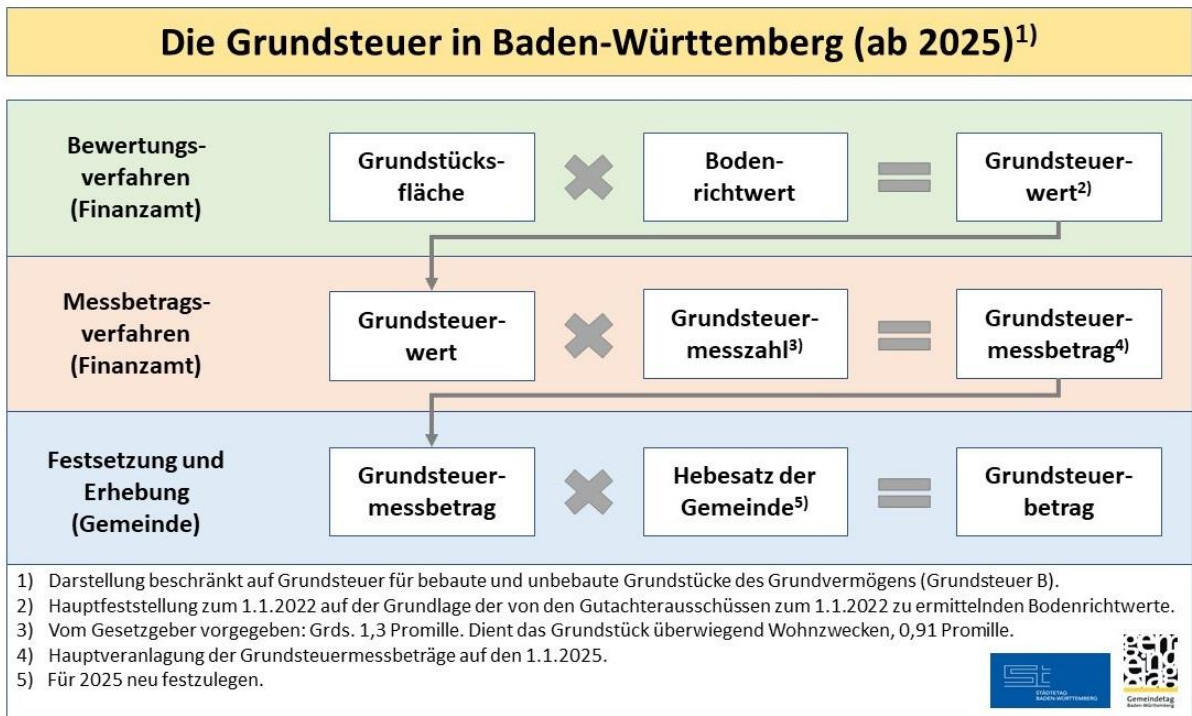 Die Grundsteuer in Baden-Württemberg (ab 2025)1)
Bewertungs-
verfahren
(Finanzamt)
Grundstücks-
fläche
Boden-
richtwert
Grundsteuer-
wert2)
Messbetrags-
verfahren
(Finanzamt)
Grundsteuer-
wert
Grundsteuer-
messzahl3)
Grundsteuer-
messbetrag4)
Festsetzung und
Erhebung
(Gemeinde)
Grundsteuer-
messbetrag
Hebesatz der
Gemeinde5)
Grundsteuer-
betrag
1) Darstellung beschränkt auf Grundsteuer für bebaute und unbebaute Grundstücke des Grundvermögens (Grundsteuer B).
2) Hauptfeststellung zum 1.1.2022 auf der Grundlage der von den Gutachterausschüssen zum 1.1.2022 zu ermittelnden Bodenrichtwerte.
3) Vom Gesetzgeber vorgegeben: Grds. 1,3 Promille. Dient das Grundstück überwiegend Wohnzwecken, 0,91 Promille.
4) Hauptveranlagung der Grundsteuermessbeträge auf den 1.1.2025.
5) Für 2025 neu festzulegen.
STÄDTETAG
BADEN-WÜRTTEMBERG
gemeindetag
Gemeindetag
Baden-Württemberg